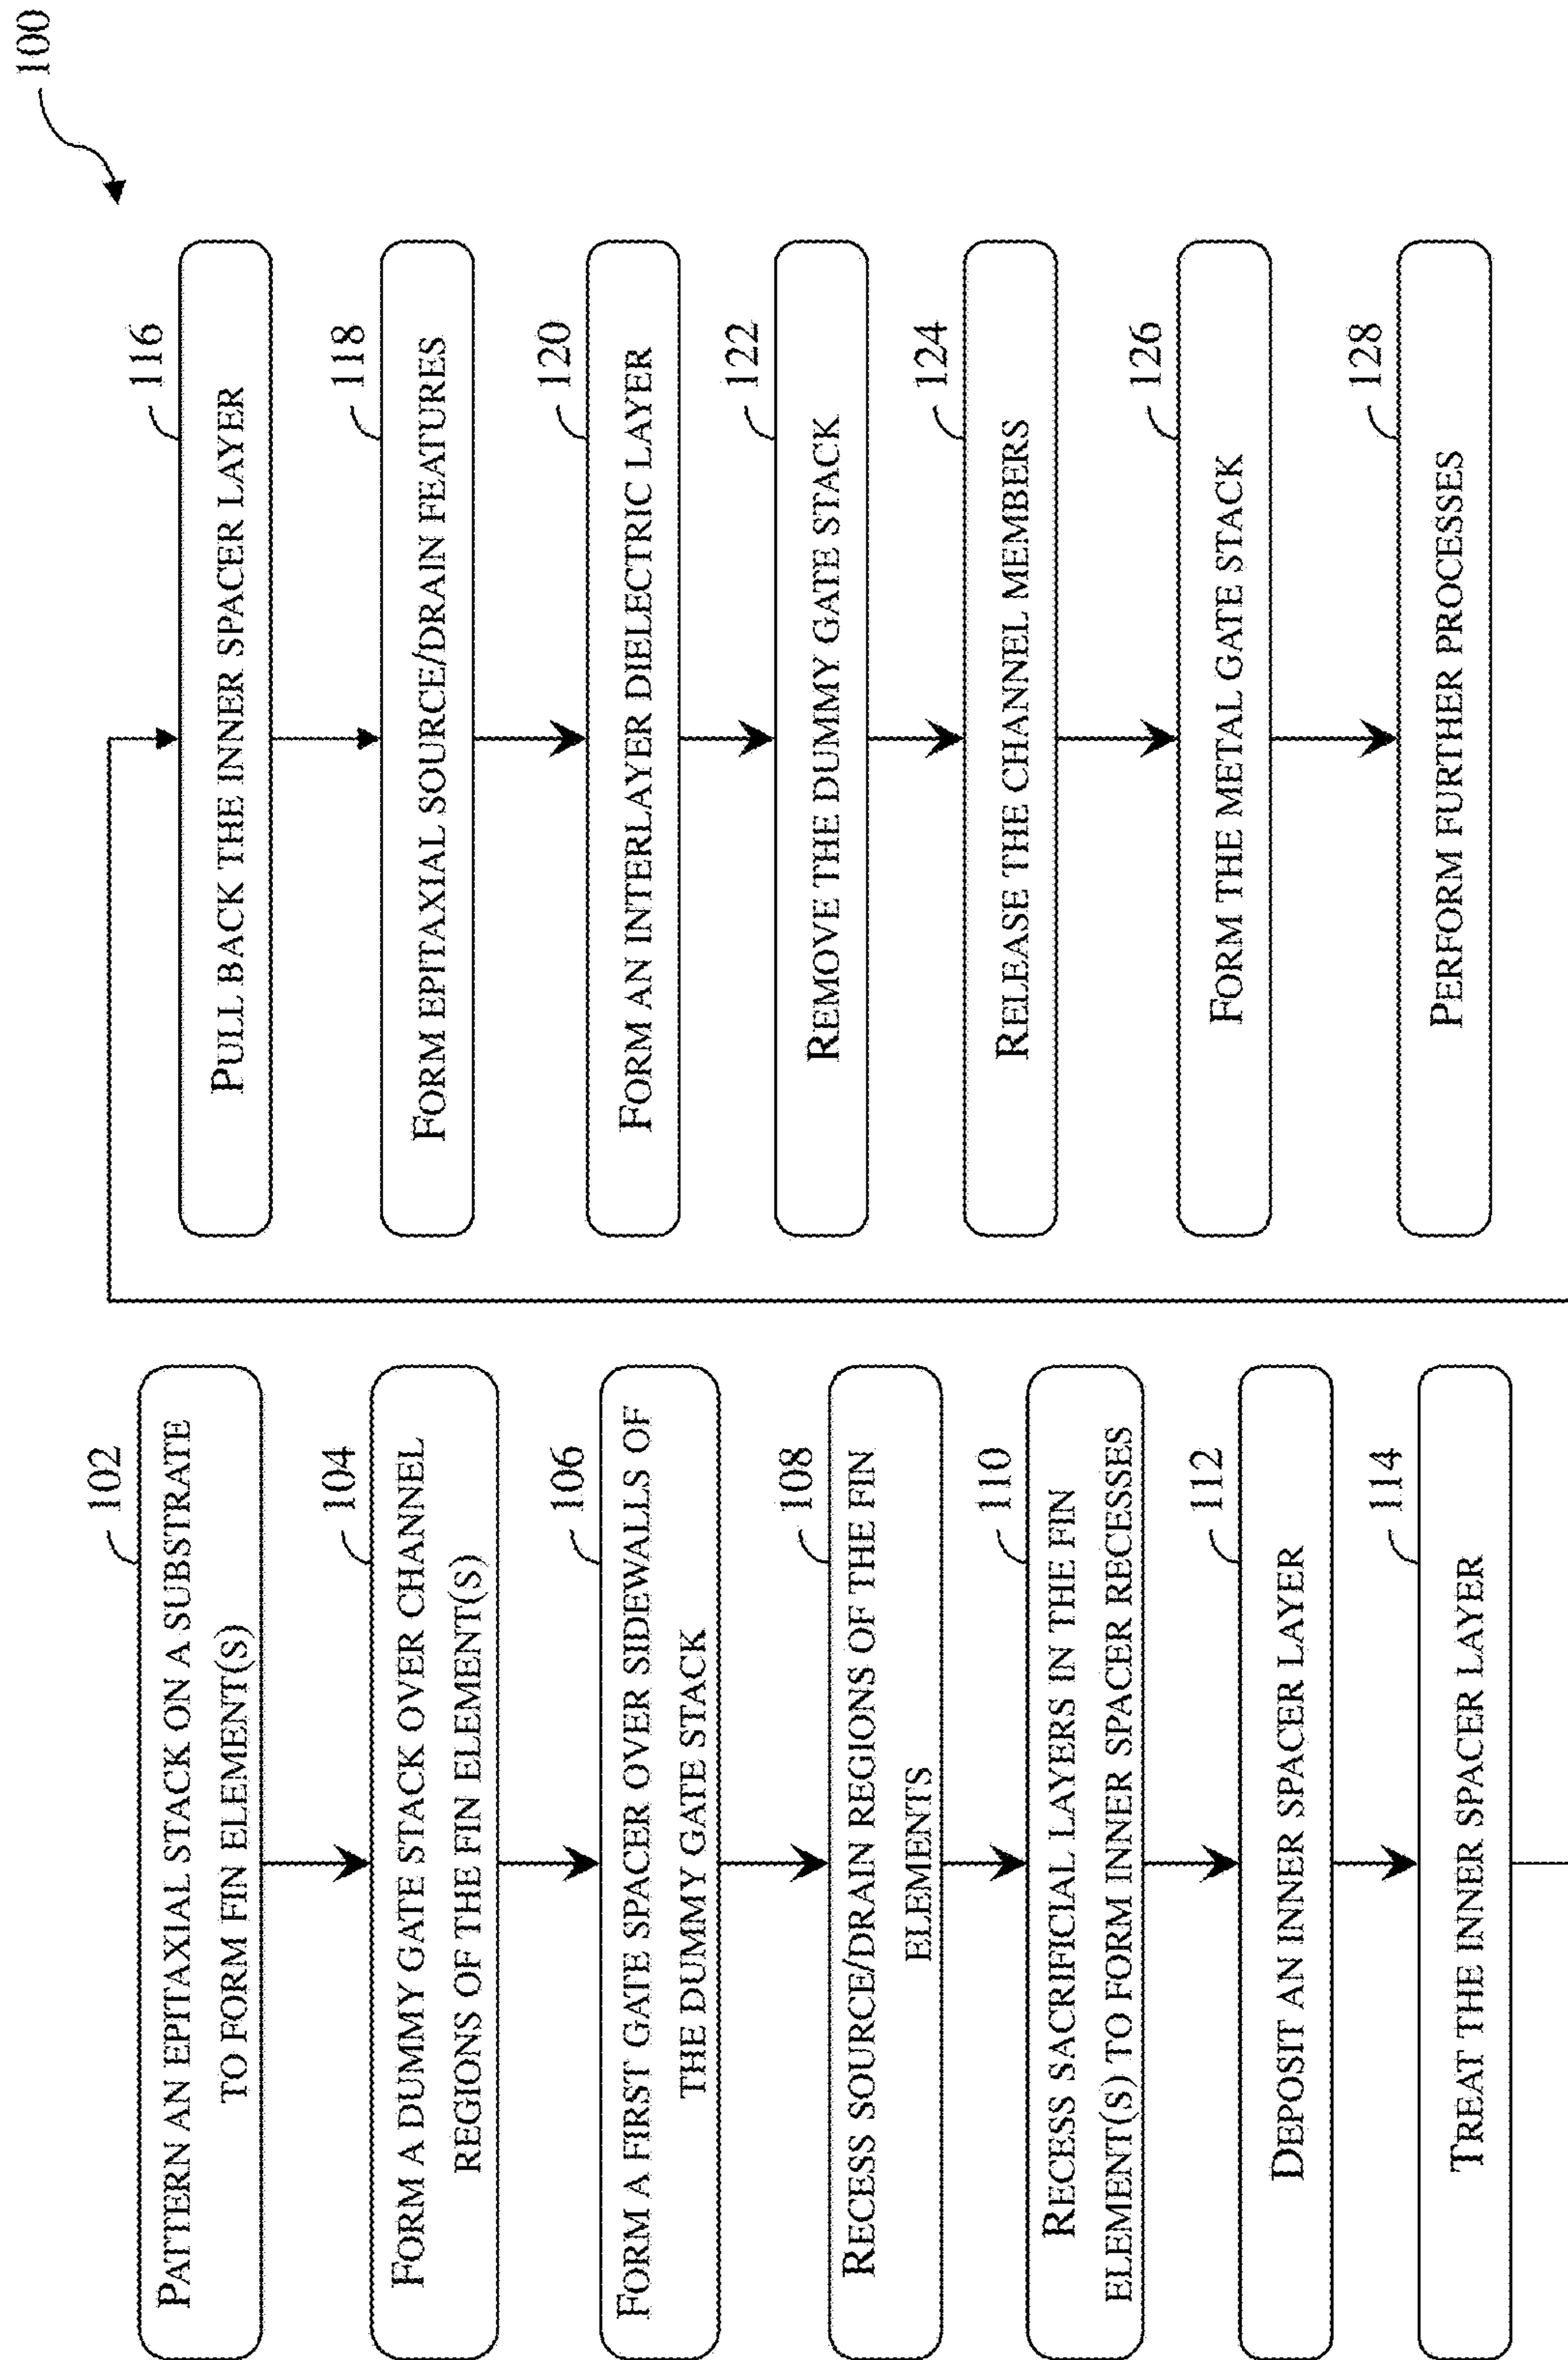 100
102
PATTERN AN EPITAXIAL STACK ON A SUBSTRATE
TO FORM FIN ELEMENT(S)
104
FORM A DUMMY GATE STACK OVER CHANNEL
REGIONS OF THE FIN ELEMENT(S)
106
FORM A FIRST GATE SPACER OVER SIDEWALLS OF
THE DUMMY GATE STACK
108
RECESS SOURCE/DRAIN REGIONS OF THE FIN
ELEMENTS
110
RECESS SACRIFICIAL LAYERS IN THE FIN
ELEMENT(S) TO FORM INNER SPACER RECESSES
112
DEPOSIT AN INNER SPACER LAYER
114
TREAT THE INNER SPACER LAYER
116
PULL BACK THE INNER SPACER LAYER
118
FORM EPITAXIAL SOURCE/DRAIN FEATURES
120
FORM AN INTERLAYER DIELECTRIC LAYER
122
REMOVE THE DUMMY GATE STACK
124
RELEASE THE CHANNEL MEMBERS
126
FORM THE METAL GATE STACK
128
PERFORM FURTHER PROCESSES